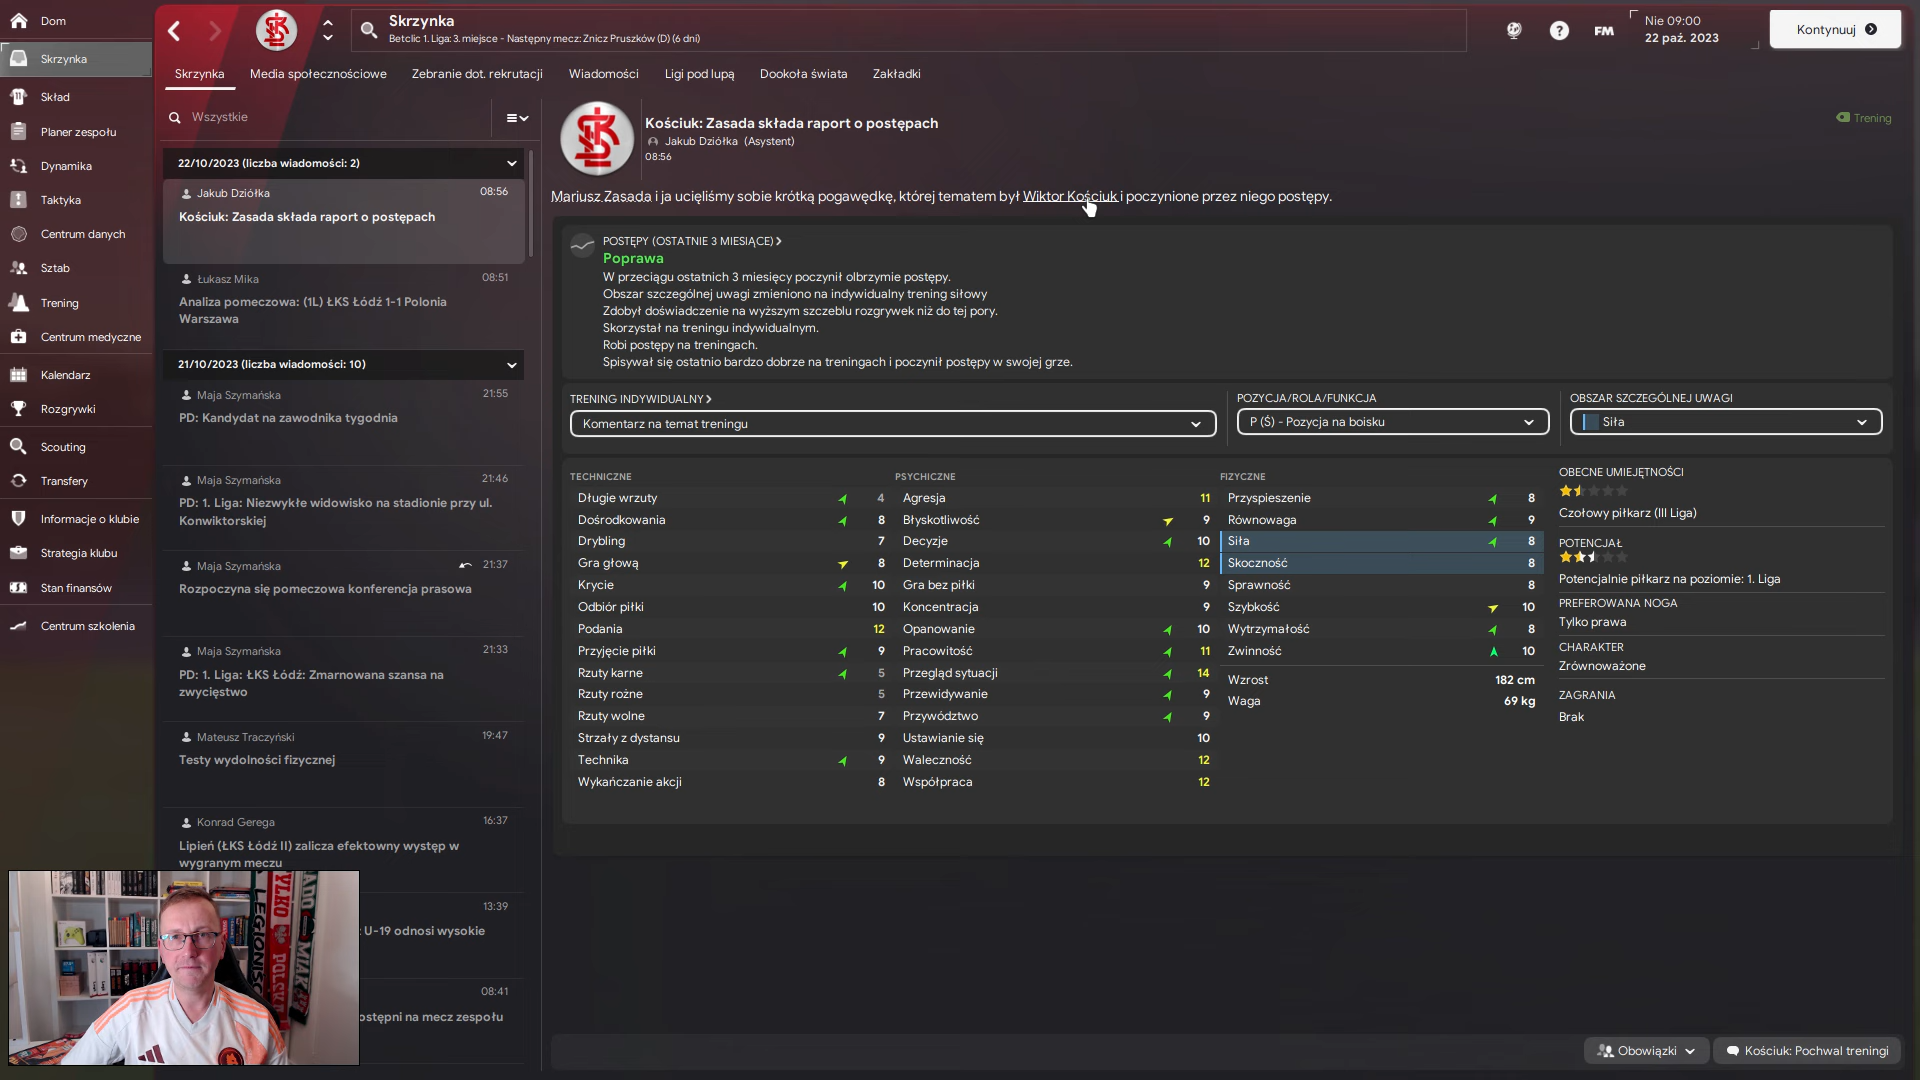 Dom
Skrzynka
Skład
Planer zespołu
Dynamika
Taktyka
Centrum danych
Sztab
Trening
Centrum medyczne
Kalendarz
Rozgrywki
Scouting
Transfery
Informacje o klubie
Strategia klubu
Stan finansów
Centrum szkolenia
Skrzynka
Betclic 1. Liga: 3. miejsce - Następny mecz: Znicz Pruszków (D) (6 dni)
FM
Nie 09:00
22 paź. 2023
Kontynuuj
Skrzynka Media społecznościowe Zebranie dot. rekrutacji Wiadomości Ligi pod lupą Dookoła świata Zakładki
Wszystkie
22/10/2023 (liczba wiadomości: 2)
Jakub Dziółka 08:56
Kościuk: Zasada składa raport o postępach
Łukasz Mika 08:51
Analiza pomeczowa: (1L) ŁKS Łódź 1-1 Polonia
Warszawa
21/10/2023 (liczba wiadomości: 10)
Maja Szymańska 21:55
PD: Kandydat na zawodnika tygodnia
Maja Szymańska 21:46
PD: 1. Liga: Niezwykłe widowisko na stadionie przy ul.
Konwiktorskiej
Maja Szymańska 21:37
Rozpoczyna się pomeczowa konferencja prasowa
Maja Szymańska 21:33
PD: 1. Liga: ŁKS Łódź: Zmarnowana szansa na
zwycięstwo
Mateusz Traczyński 19:47
Testy wydolności fizycznej
Konrad Gerega 16:37
Lipień (ŁKS Łódź II) zalicza efektowny występ w
wygranym meczu
13:39
: U-19 odnosi wysokie
08:41
ostępni na mecz zespołu
Kościuk: Zasada składa raport o postępach
Jakub Dziółka (Asystent)
08:56
Trening
Mariusz Zasada i ja ucięliśmy sobie krótką pogawędkę, której tematem był Wiktor Kościuk i poczynione przez niego postępy.
POSTĘPY (OSTATNIE 3 MIESIĄCE)
Poprawa
W przeciągu ostatnich 3 miesięcy poczynił olbrzymie postępy.
Obszar szczególnej uwagi zmieniono na indywidualny trening siłowy
Zdobył doświadczenie na wyższym szczeblu rozgrywek niż do tej pory.
Skorzystał na treningu indywidualnym.
Robi postępy na treningach.
Spisywał się ostatnio bardzo dobrze na treningach i poczynił postępy w swojej grze.
TRENING INDYWIDUALNY
Komentarz na temat treningu
POZYCJA/ROLA/FUNKCJA
P (Ś) - Pozycja na boisku
OBSZAR SZCZEGÓLNEJ UWAGI
Siła
TECHNICZNE
Długie wrzuty 4
Dośrodkowania 8
Drybling 7
Gra głową 8
Krycie 10
Odbiór piłki 10
Podania 12
Przyjęcie piłki 9
Rzuty karne 5
Rzuty rożne 5
Rzuty wolne 7
Strzały z dystansu 9
Technika 9
Wykańczanie akcji 8
PSYCHICZNE
Agresja 11
Błyskotliwość 9
Decyzje 10
Determinacja 12
Gra bez piłki 9
Koncentracja 9
Opanowanie 10
Pracowitość 11
Przegląd sytuacji 14
Przewidywanie 9
Przywództwo 9
Ustawianie się 10
Waleczność 12
Współpraca 12
FIZYCZNE
Przyspieszenie 8
Równowaga 9
Siła 8
Skoczność 8
Sprawność 8
Szybkość 10
Wytrzymałość 8
Zwinność 10
Wzrost 182 cm
Waga 69 kg
OBECNE UMIEJĘTNOŚCI
Czołowy piłkarz (III Liga)
POTENCJAŁ
Potencjalnie piłkarz na poziomie: 1. Liga
PREFEROWANA NOGA
Tylko prawa
CHARAKTER
Zrównoważone
ZAGRANIA
Brak
Obowiązki
Kościuk: Pochwal treningi